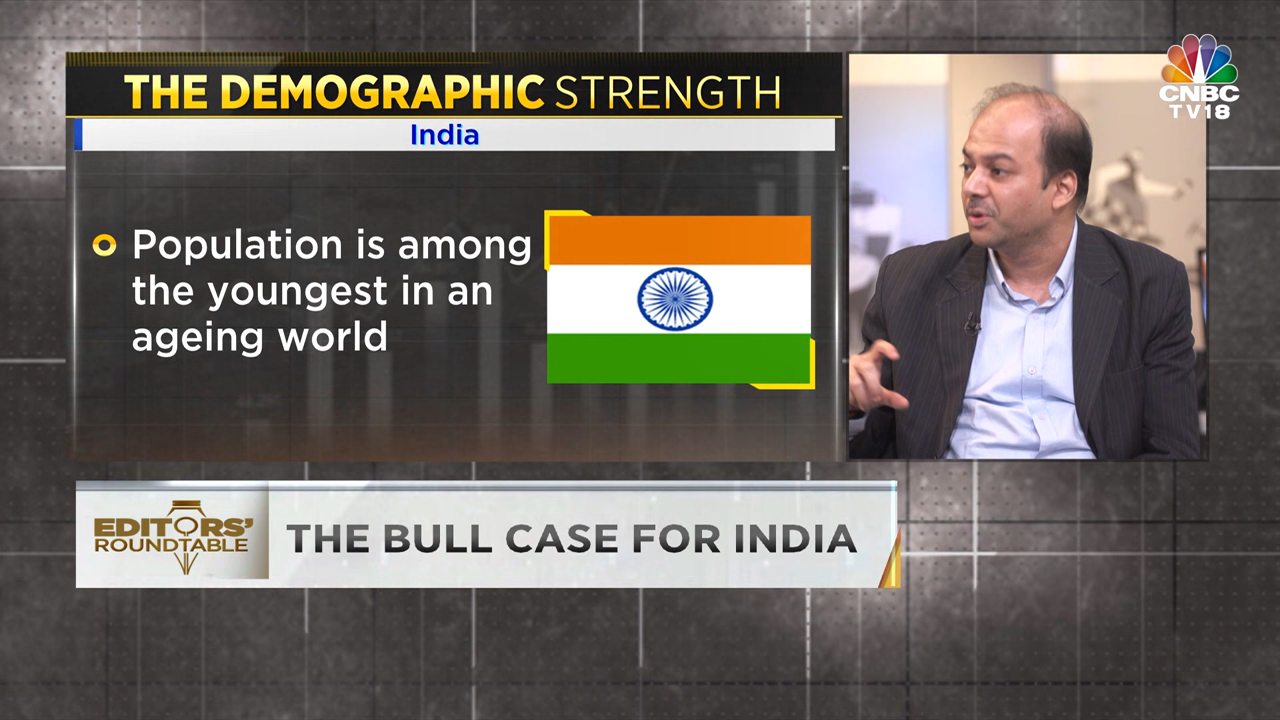 THE DEMOGRAPHIC STRENGTH
India
Population is among
the youngest in an
ageing world
CNBC
TV18
EDITORS'
ROUNDTABLE
THE BULL CASE FOR INDIA